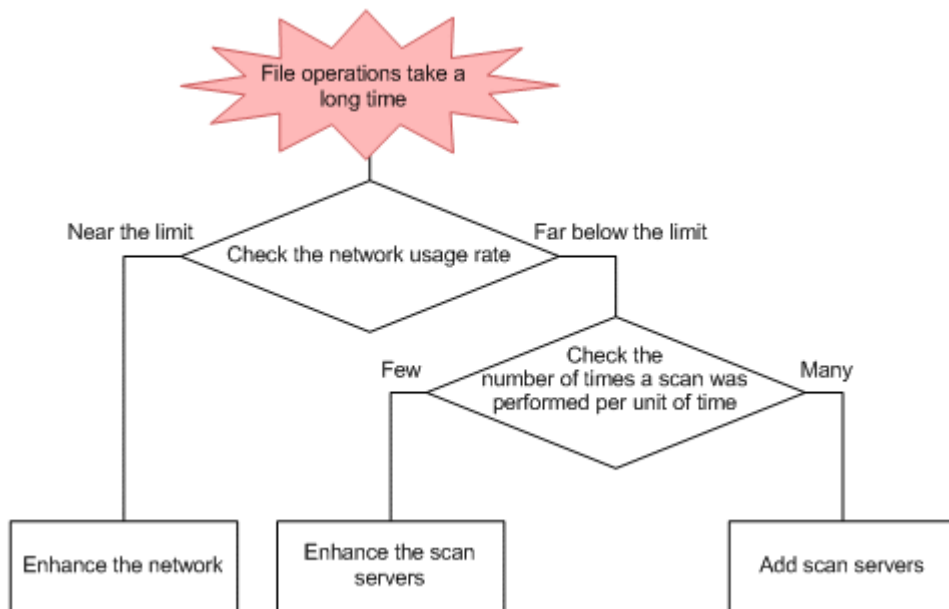 File operations take a
long time
Near the limit
Far below the limit
Check the network usage rate
Few
Check the
number of times a scan was
performed per unit of time
Many
Enhance the network
Enhance the scan
servers
Add scan servers